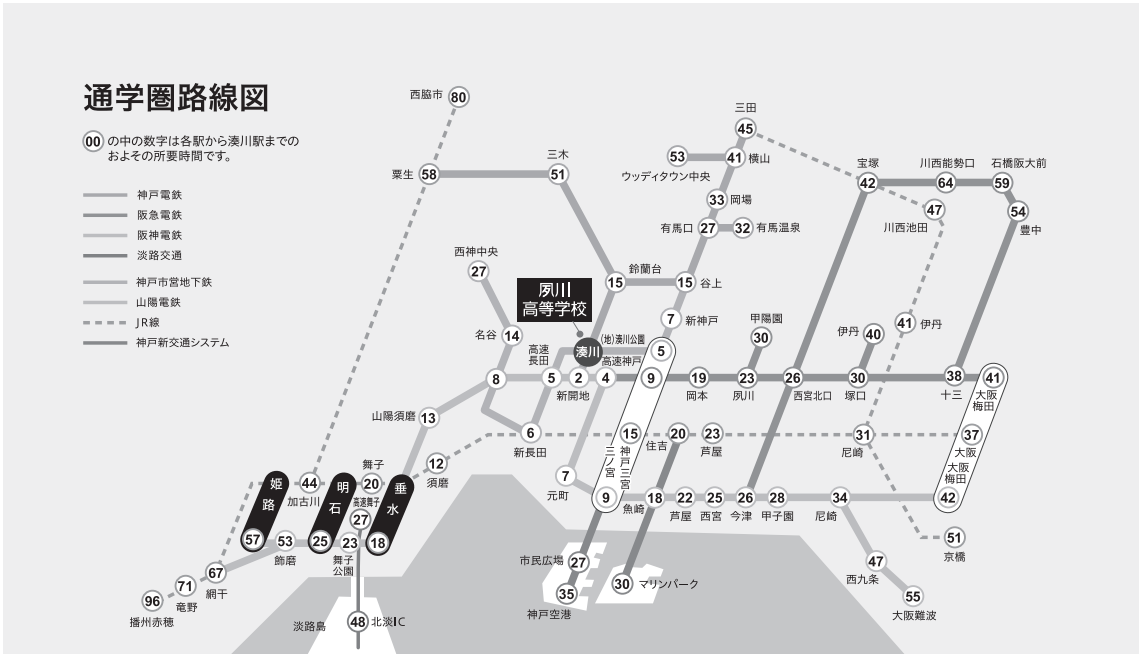 通学圏路線図
00 の中の数字は各駅から湊川駅までの
おおよその所要時間です。
神戸電鉄
阪急電鉄
阪神電鉄
淡路交通
神戸市営地下鉄
山陽電鉄
JR線
神戸新交通システム
西脇市 80
粟生 58
三木
51
三田
45
53 41 横山
ウッディタウン中央
33 岡場
有馬口 27 32 有馬温泉
宝塚 川西能勢口 石橋阪大前
42 64 59
47
川西池田
54
豊中
西神中央
27
鈴蘭台
15 15 谷上
夙川
高等学校
7 新神戸
名谷 14
高速
長田
湊川
(地)湊川公園
高速神戸
5
甲陽園
30
伊丹 40
41 伊丹
8 5 2 4 9 19 23 26 30 38 41
新開地 岡本 夙川 西宮北口 塚口 十三
大阪
梅田
山陽須磨 13
6
新長田
15
三ノ宮
神戸三宮
住吉 20 23
芦屋
31
尼崎
37
大阪
大阪
梅田
12
須磨
舞子
20
高速舞子
27
44
加古川
姫路
明石
垂水
57 53 25 23 18
飾磨
舞子
公園
7
元町
9 18 22 25 26 28 34 42
魚崎 芦屋 西宮 今津 甲子園 尼崎
51
京橋
67
網干
71
竜野
96
播州赤穂
市民広場 27
35
神戸空港
30 マリンパーク
47
西九条
55
大阪難波
淡路島 48 北淡IC